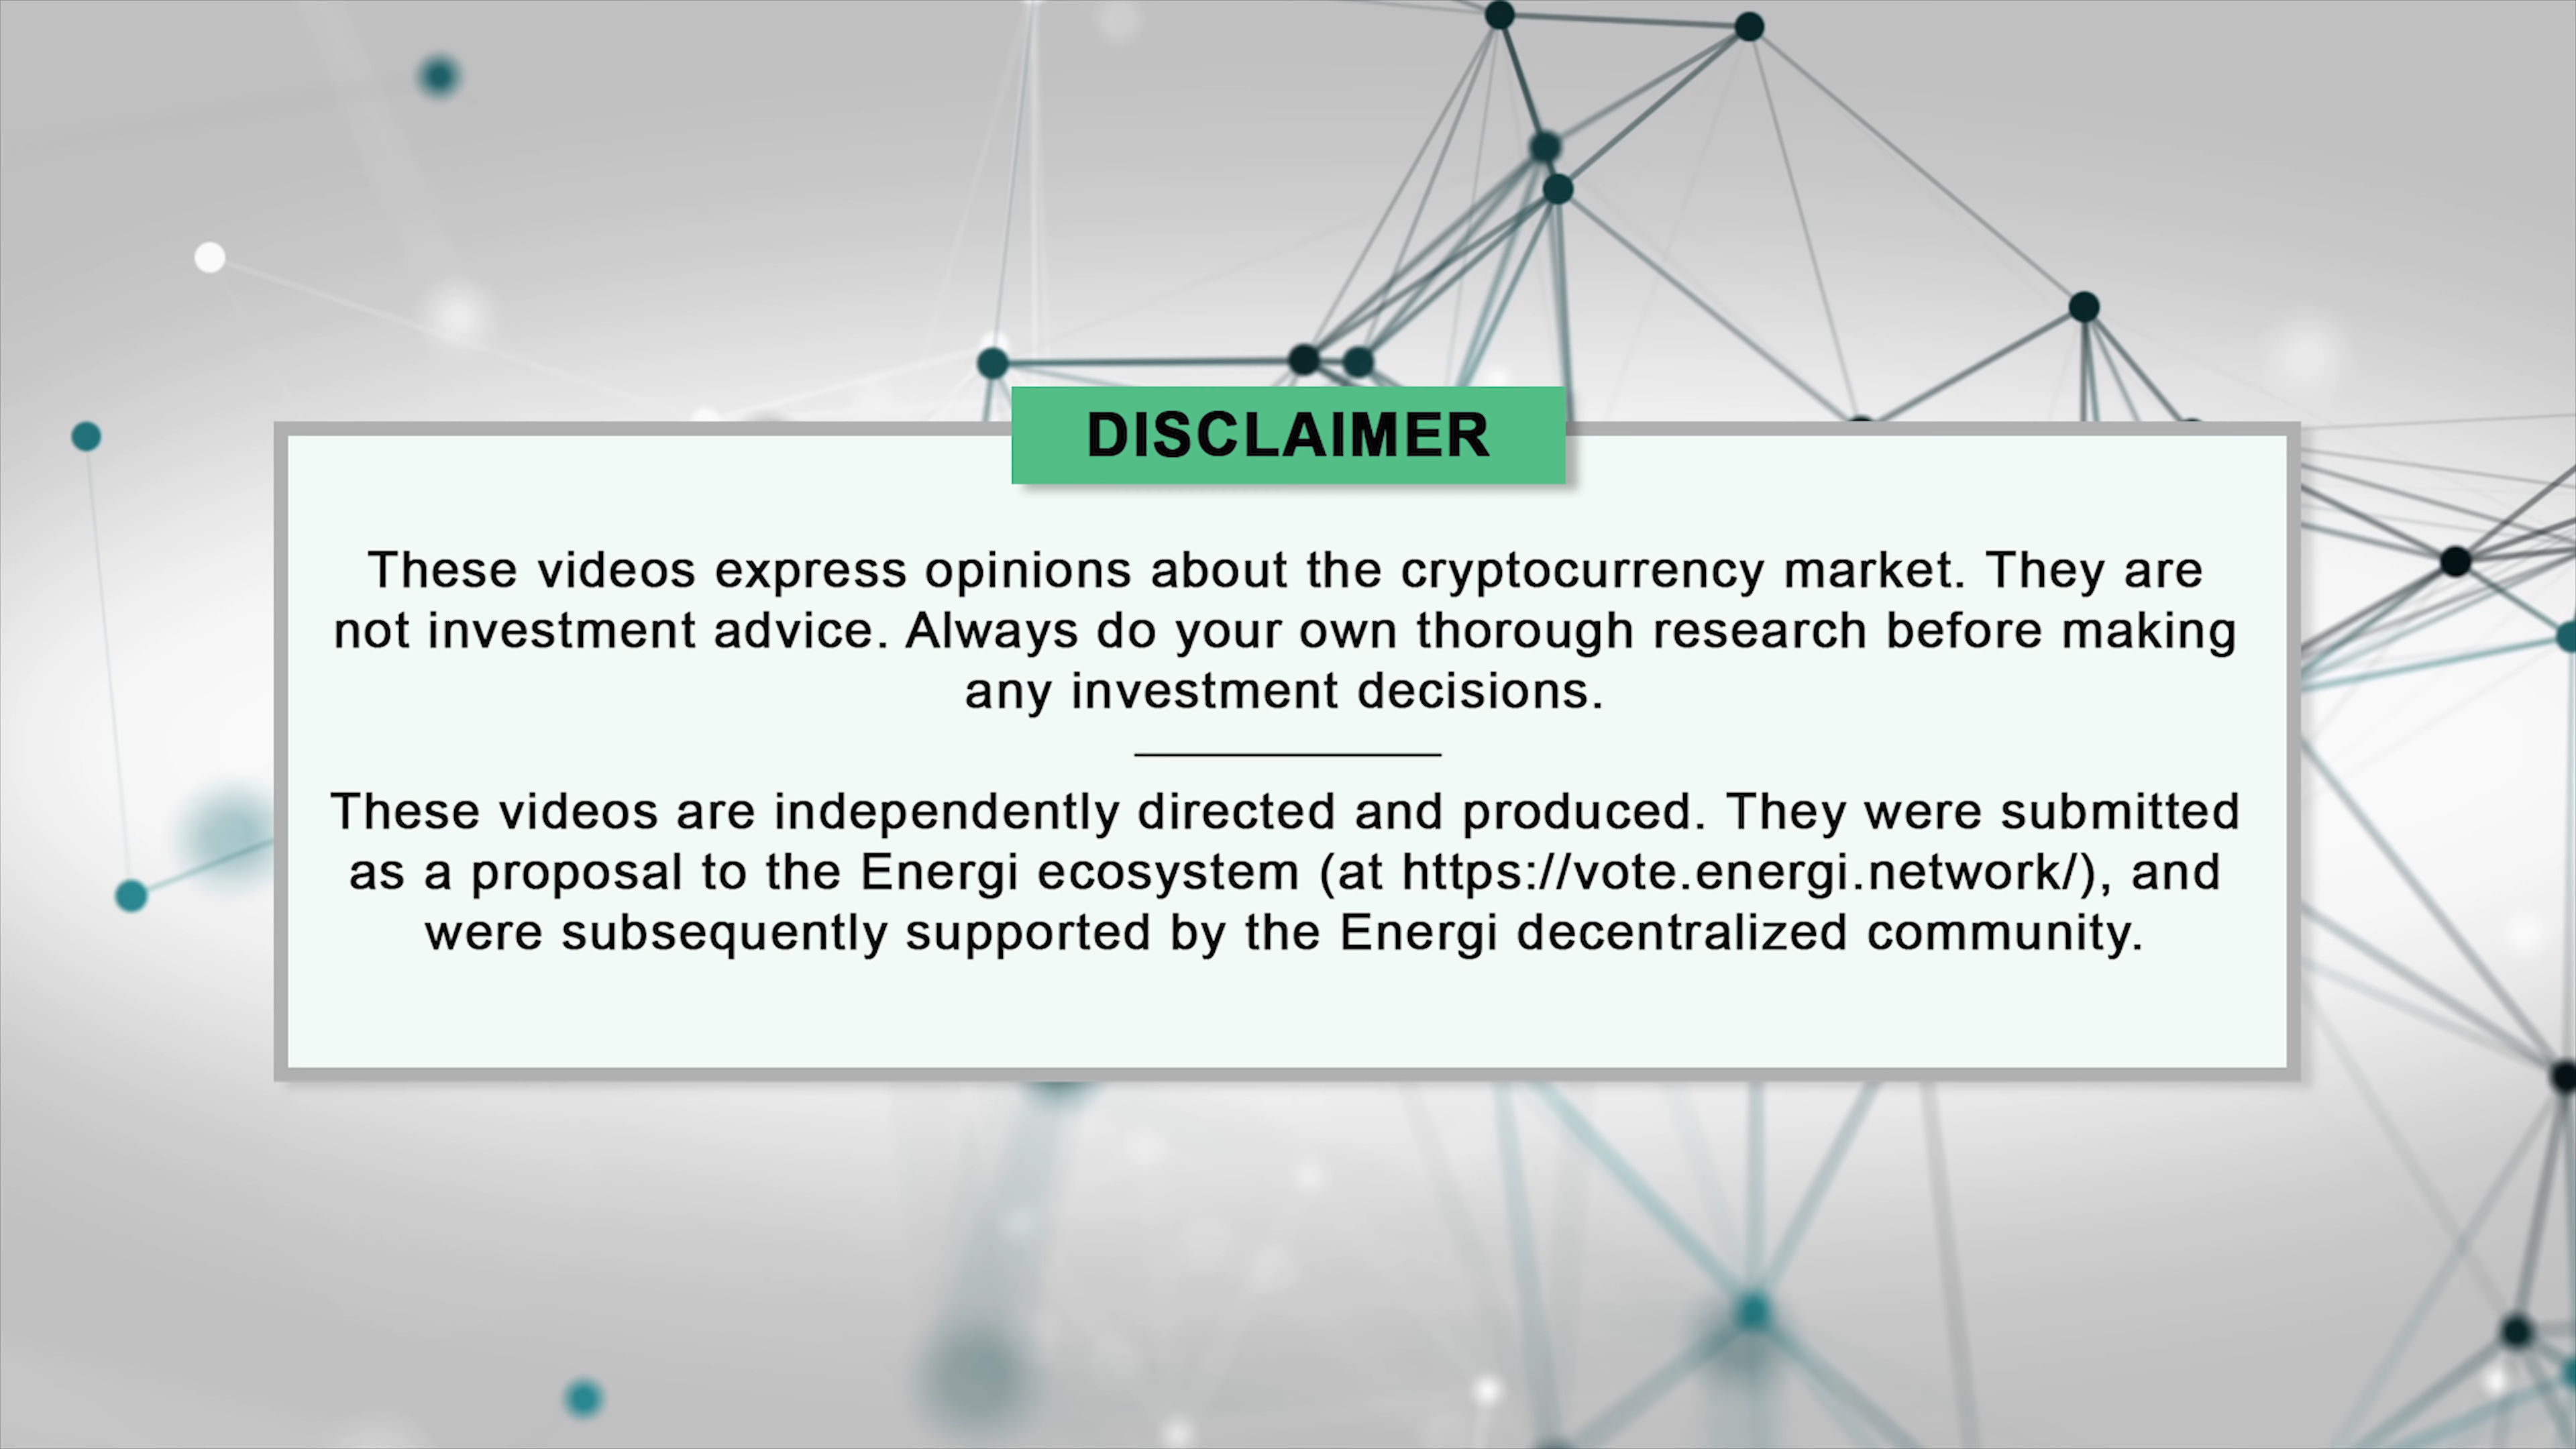 DISCLAIMER
These videos express opinions about the cryptocurrency market. They are
not investment advice. Always do your own thorough research before making
any investment decisions.
These videos are independently directed and produced. They were submitted
as a proposal to the Energi ecosystem (at https://vote.energi.network/), and
were subsequently supported by the Energi decentralized community.